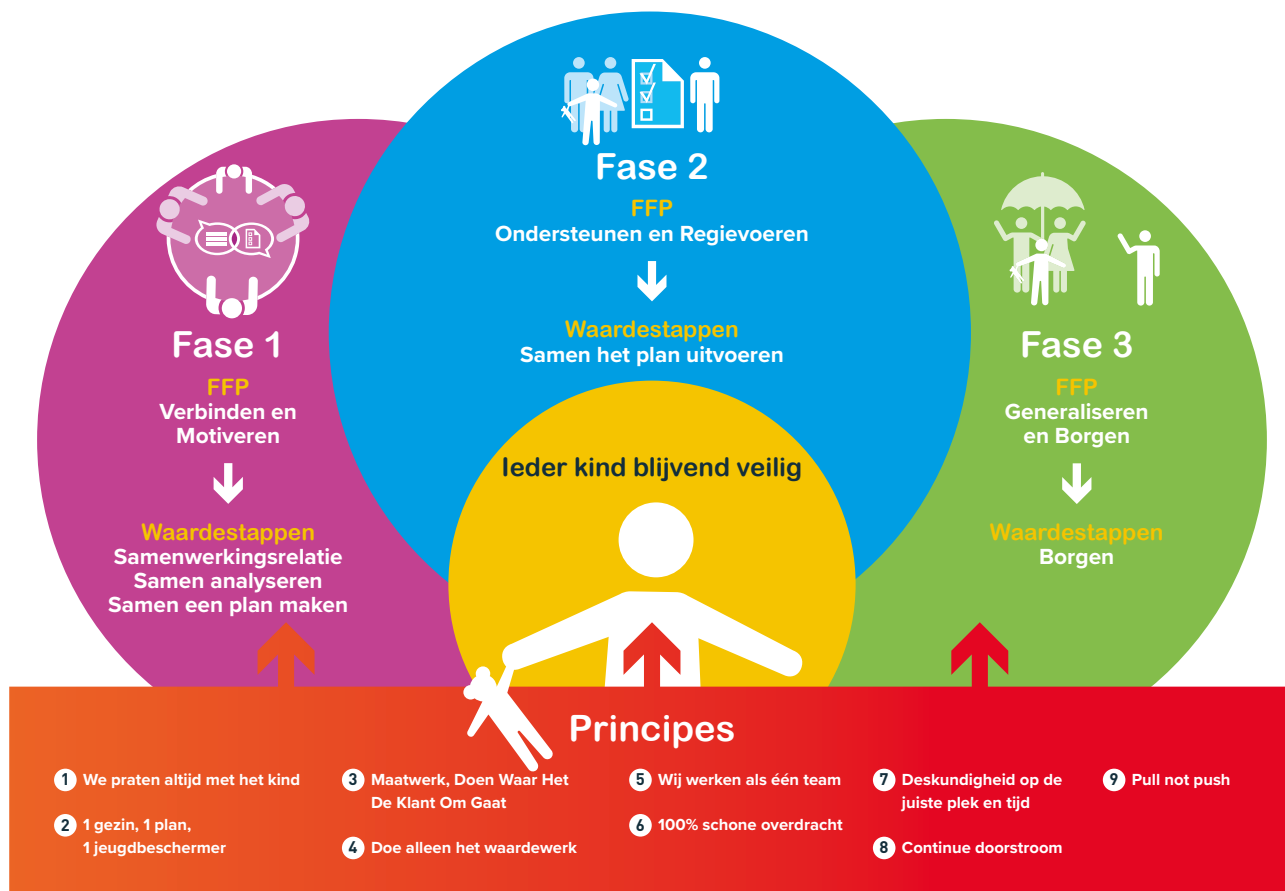 Fase 1
FFP
Verbinden en
Motiveren
Waardestappen
Samenwerkingsrelatie
Samen analyseren
Samen een plan maken
Fase 2
FFP
Ondersteunen en Regievoeren
Waardestappen
Samen het plan uitvoeren
Ieder kind blijvend veilig
Fase 3
FFP
Generaliseren
en Borgen
Waardestappen
Borgen
Principes
1 We praten altijd met het kind
2 1 gezin, 1 plan,
1 jeugdbeschermer
3 Maatwerk, Doen Waar Het
De Klant Om Gaat
4 Doe alleen het waardewerk
5 Wij werken als één team
6 100% schone overdracht
7 Deskundigheid op de
juiste plek en tijd
8 Continue doorstroom
9 Pull not push